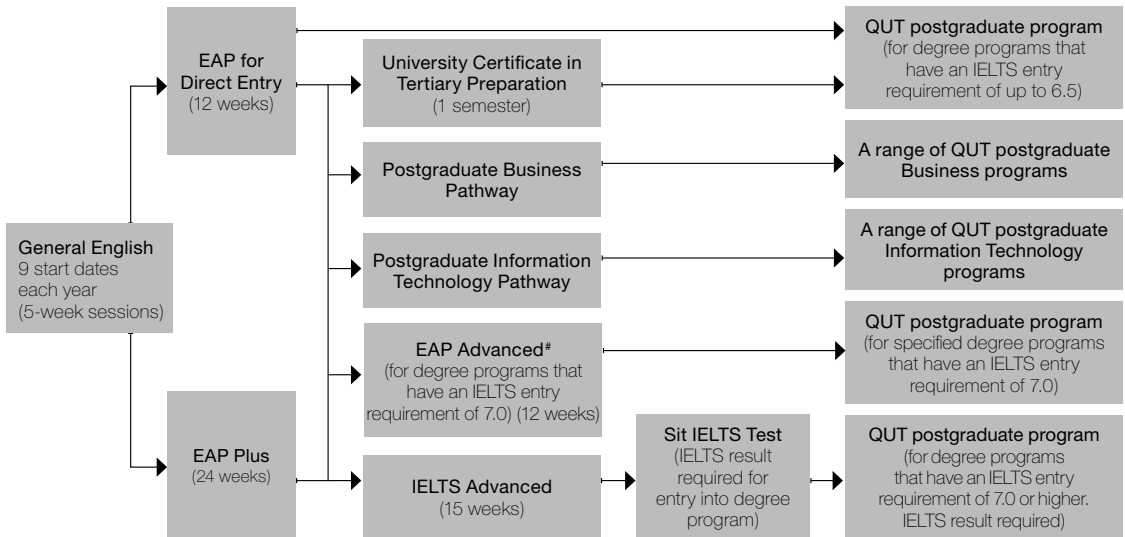 General English
9 start dates
each year
(5-week sessions)
EAP for
Direct Entry
(12 weeks)
EAP Plus
(24 weeks)
University Certificate in
Tertiary Preparation
(1 semester)
Postgraduate Business
Pathway
Postgraduate Information
Technology Pathway
EAP Advanced#
(for degree programs that
have an IELTS entry
requirement of 7.0) (12 weeks)
IELTS Advanced
(15 weeks)
Sit IELTS Test
(IELTS result
required for
entry into degree
program)
QUT postgraduate program
(for degree programs that
have an IELTS entry
requirement of up to 6.5)
A range of QUT postgraduate
Business programs
A range of QUT postgraduate
Information Technology
programs
QUT postgraduate program
(for specified degree programs
that have an IELTS entry
requirement of 7.0)
QUT postgraduate program
(for degree programs
that have an IELTS entry
requirement of 7.0 or higher.
IELTS result required)